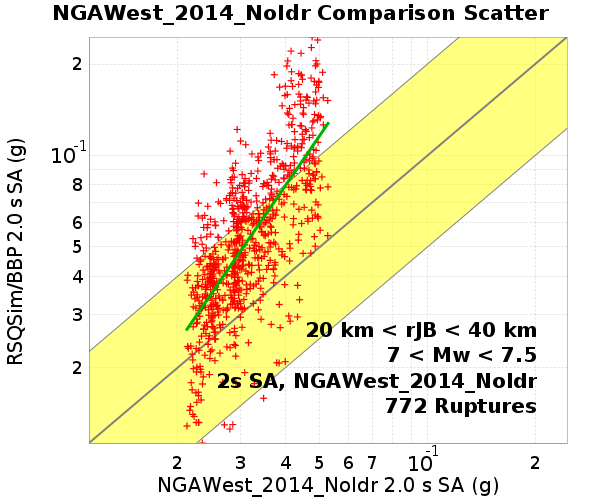 NGAWest_2014_NoIdr Comparison Scatter
RSQSim/BBP 2.0 s SA (g)
2
10⁻¹
8
6
5
4
3
2
20 km < rJB < 40 km
7 < Mw < 7.5
2s SA, NGAWest_2014_NoIdr
772 Ruptures
2 3 4 5 6 7 10⁻¹ 2
NGAWest_2014_NoIdr 2.0 s SA (g)